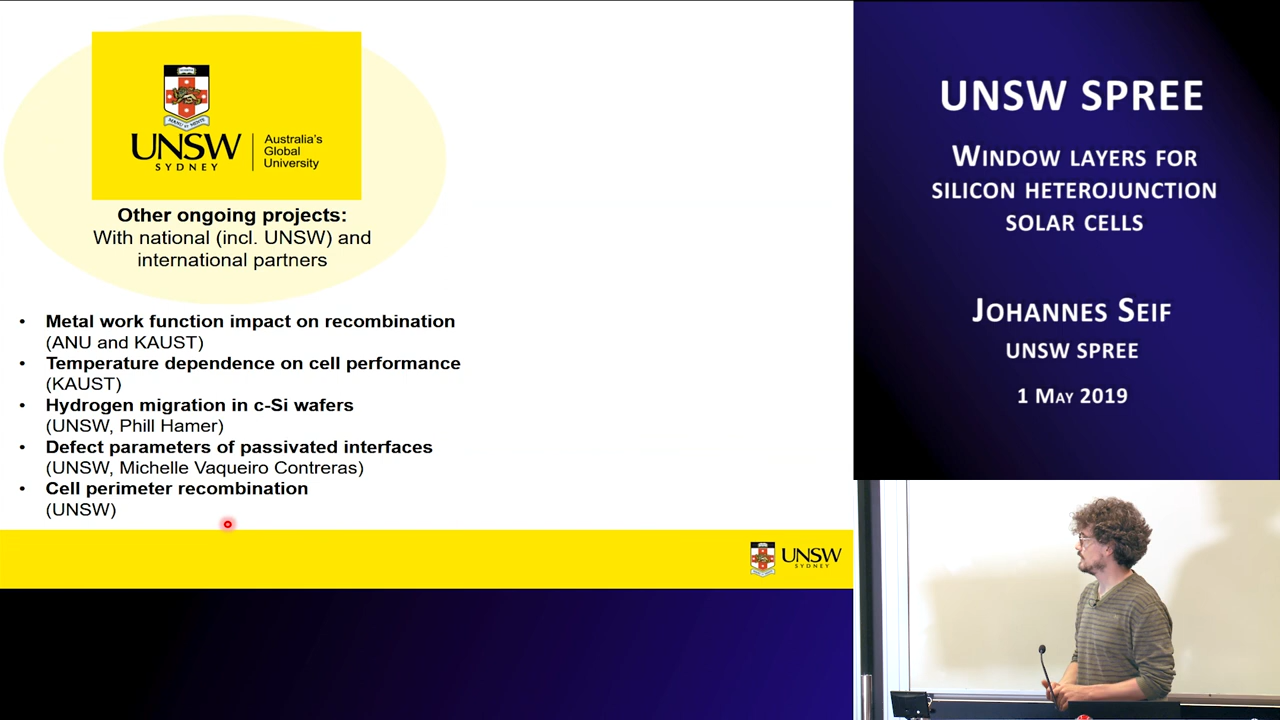 UNSW
SYDNEY
Australia's
Global
University
Other ongoing projects:
With national (incl. UNSW) and
international partners
• Metal work function impact on recombination
(ANU and KAUST)
• Temperature dependence on cell performance
(KAUST)
• Hydrogen migration in c-Si wafers
(UNSW, Phill Hamer)
• Defect parameters of passivated interfaces
(UNSW, Michelle Vaqueiro Contreras)
• Cell perimeter recombination
(UNSW)
UNSW
SYDNEY
UNSW SPREE
WINDOW LAYERS FOR
SILICON HETEROJUNCTION
SOLAR CELLS
JOHANNES SEIF
UNSW SPREE
1 MAY 2019